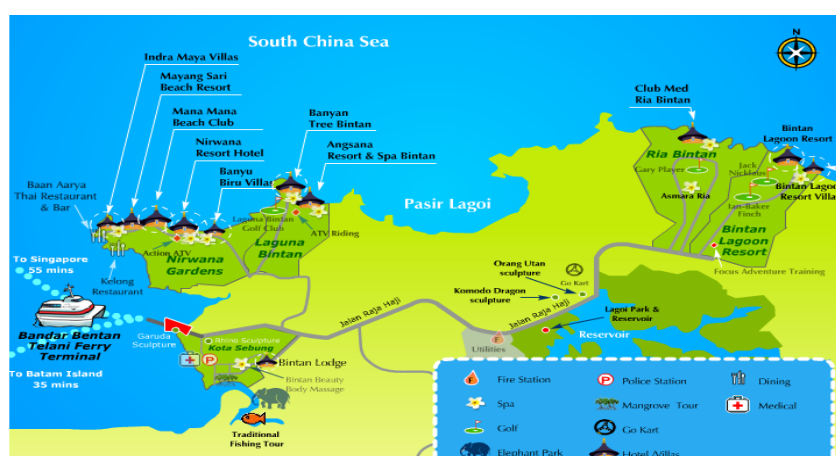 N
South China Sea
Indra Maya Villas
Mayang Sari
Beach Resort
Mana Mana
Beach Club
Nirwana
Resort Hotel
Banyu
Biru Villas
Banyan
Tree Bintan
Angsana
Resort & Spa Bintan
Club Med
Ria Bintan
Bintan
Lagoon Resort
Baan Aarya
Thai Restaurant
& Bar
Pasir Lagoi
Ria Bintan
Gary Player
Asmara Ria
Jack
Nicklaus
Ian-Baker
Finch
Bintan Lagoo
Resort Villa
Bintan
Lagoon
Resort
Focus Adventure Training
Laguna Bintan
Golf Club
ATV Riding
Laguna
Bintan
Action ATV
Nirwana
Gardens
Kelong
Restaurant
To Singapore
55 mins
Bandar Bentan
Telani Ferry
Terminal
To Batam Island
35 mins
Garuda
Sculpture
Rhino Sculpture
Kota Sebung
Bintan Lodge
Bintan Beauty
Body Massage
Traditional
Fishing Tour
Jalan Raja Haji
Orang Utan
sculpture
Go Kart
Komodo Dragon
sculpture
Jalan Raja Haji
Lagoi Park &
Reservoir
Reservoir
F
Utilities
P
F Fire Station
P Police Station
Dining
Spa
Mangrove Tour
Medical
Golf
Go Kart
Elephant Park
Hotel/Villas